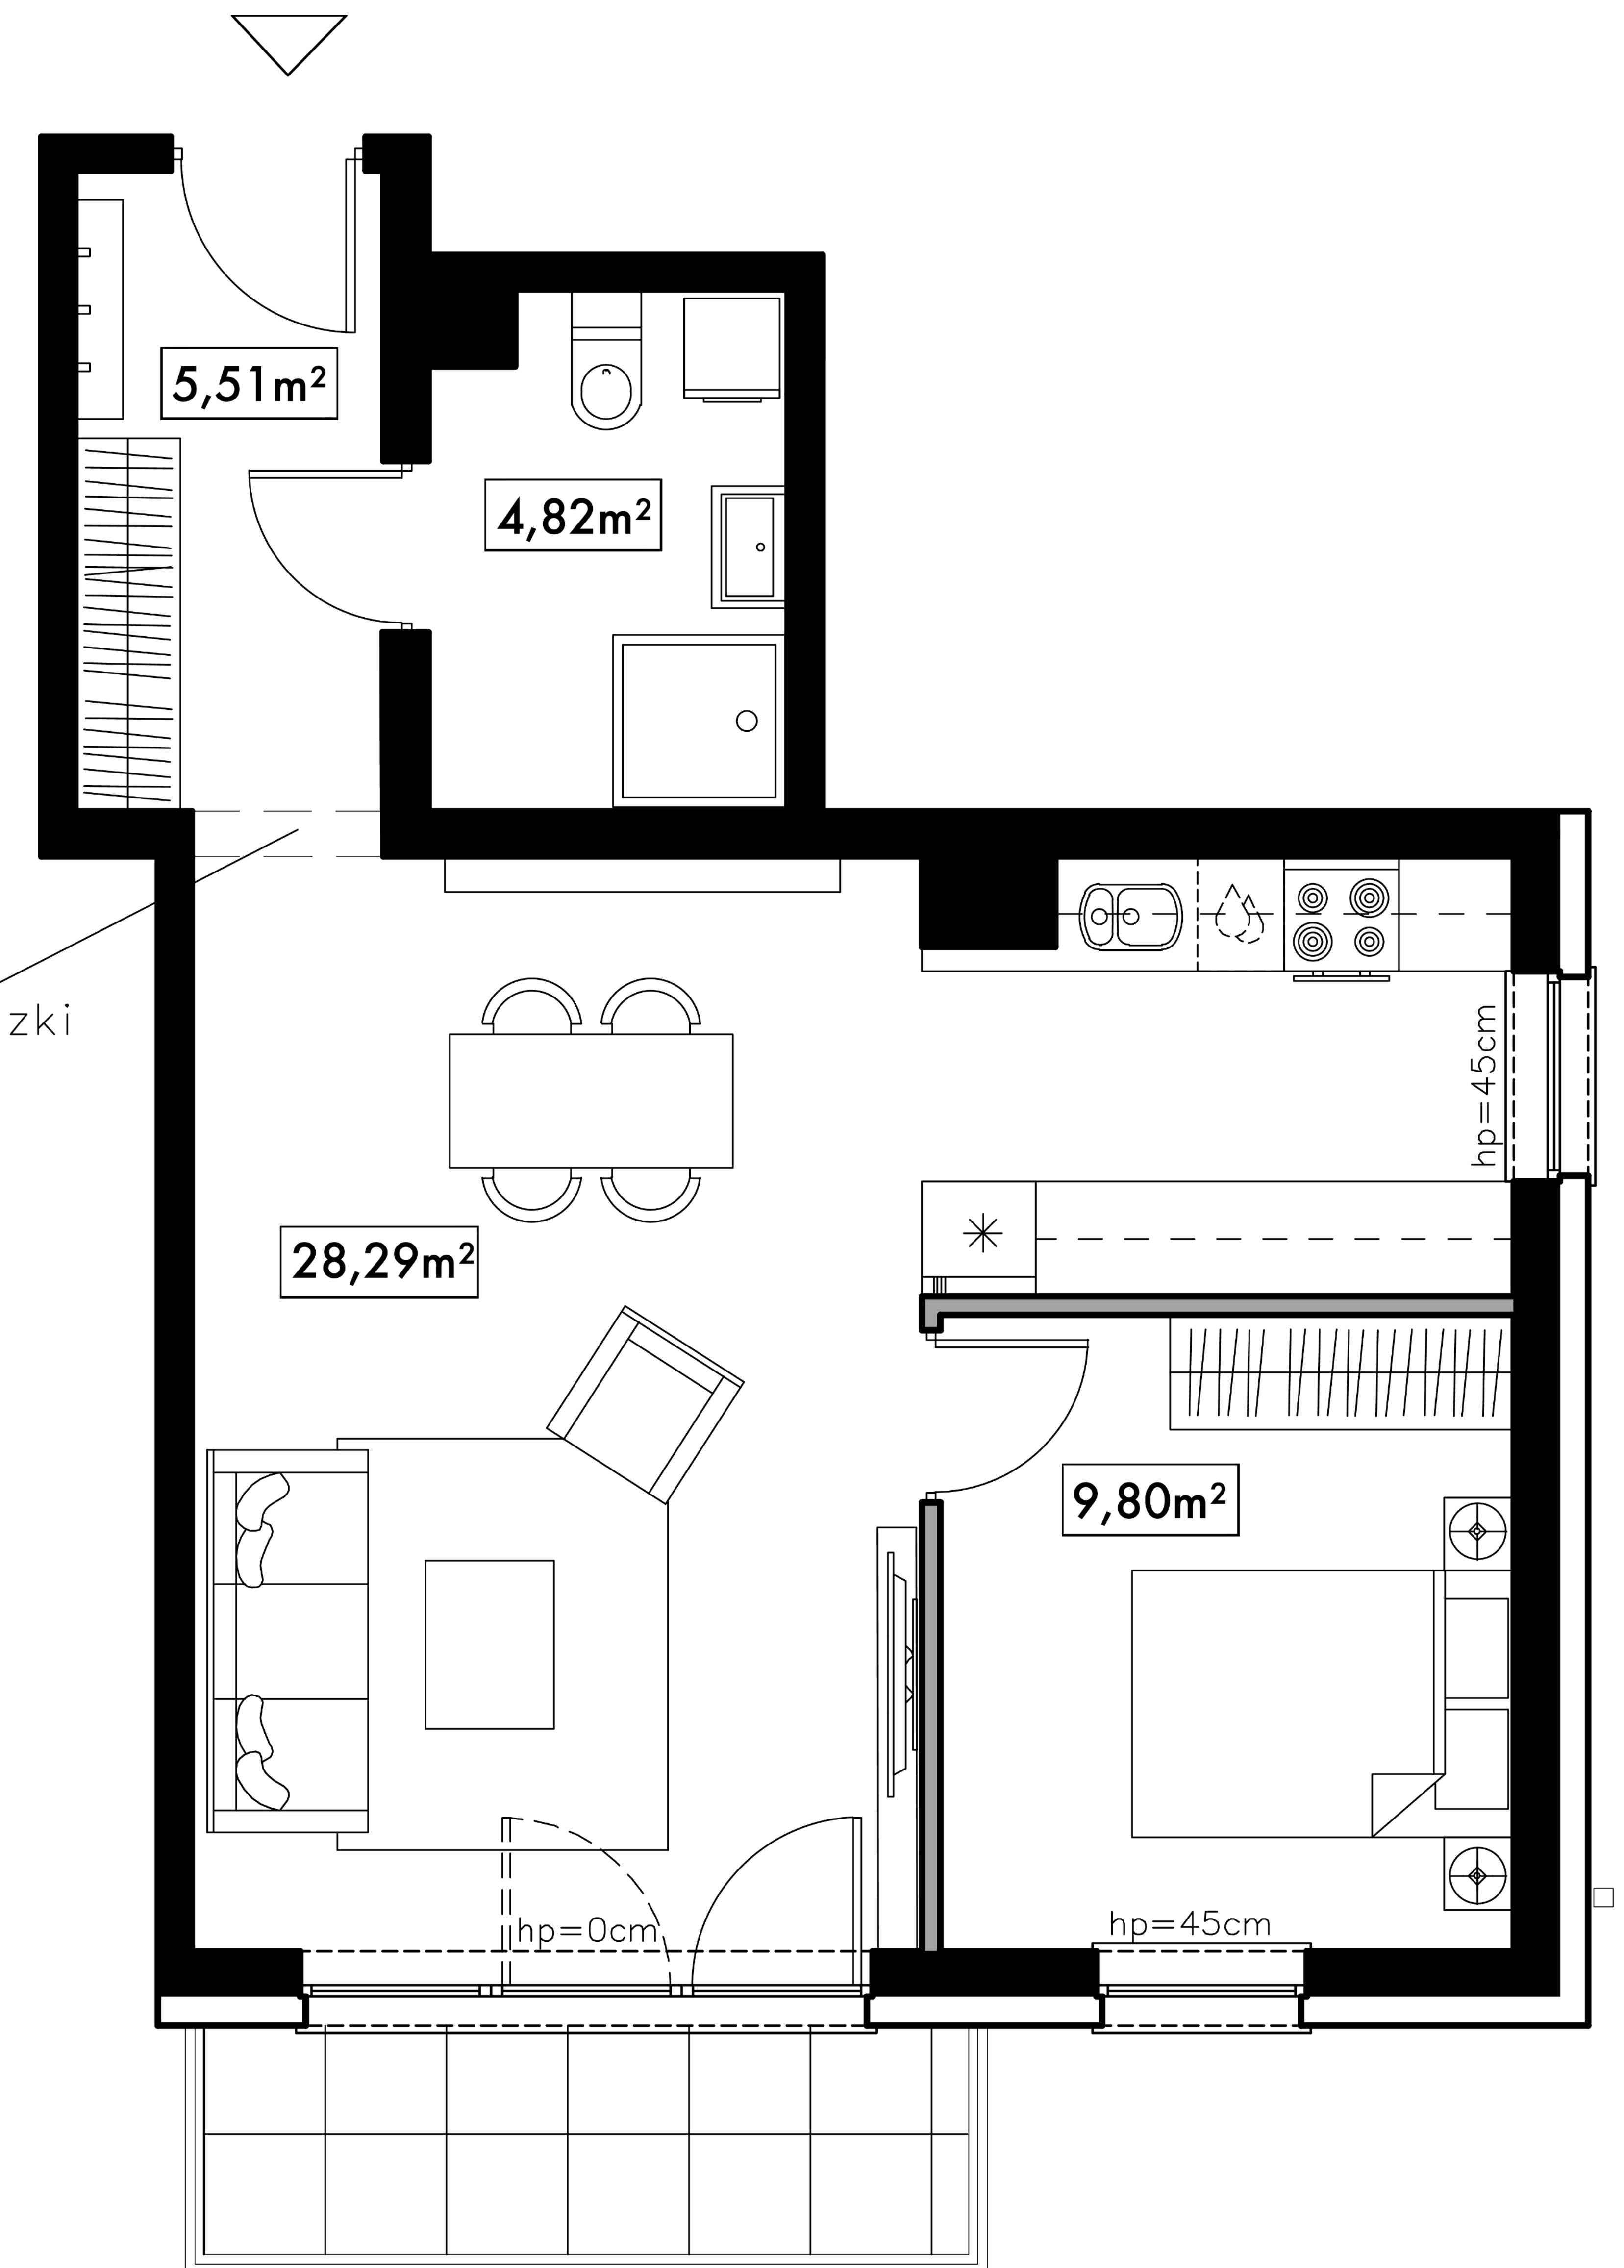 5,51m²
4,82m²
zki
hp=45cm
28,29m²
9,80m²
hp=0cm
hp=45cm